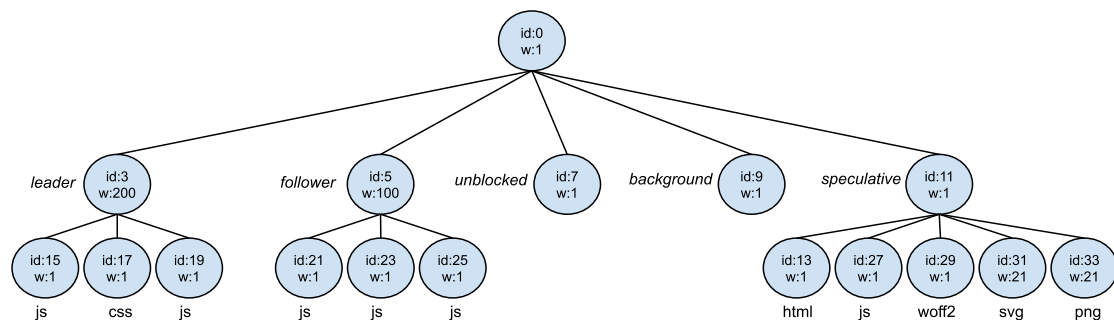 id:0
w:1
leader
id:3
w:200
follower
id:5
w:100
unblocked
id:7
w:1
background
id:9
w:1
speculative
id:11
w:1
id:15
w:1
js
id:17
w:1
css
id:19
w:1
js
id:21
w:1
js
id:23
w:1
js
id:25
w:1
js
id:13
w:1
html
id:27
w:1
js
id:29
w:1
woff2
id:31
w:21
svg
id:33
w:21
png